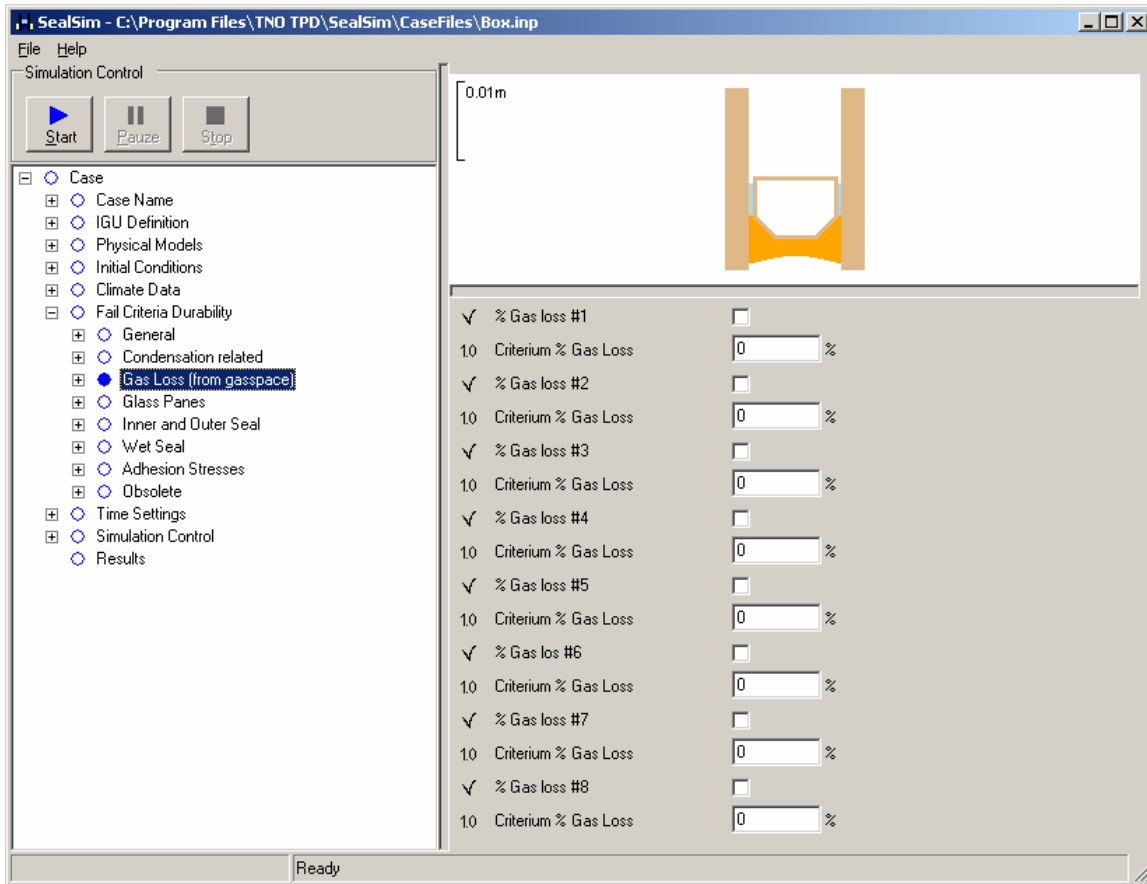 SealSim - C:\Program Files\TNO TPD\SealSim\CaseFiles\Box.inp
File Help
Simulation Control
Start
Pauze
Stop
Case
Case Name
IGU Definition
Physical Models
Initial Conditions
Climate Data
Fail Criteria Durability
General
Condensation related
Gas Loss (from gasspace)
Glass Panes
Inner and Outer Seal
Wet Seal
Adhesion Stresses
Obsolete
Time Settings
Simulation Control
Results
0.01m
% Gas loss #1
1.0 Criterium % Gas Loss 0 %
% Gas loss #2
1.0 Criterium % Gas Loss 0 %
% Gas loss #3
1.0 Criterium % Gas Loss 0 %
% Gas loss #4
1.0 Criterium % Gas Loss 0 %
% Gas loss #5
1.0 Criterium % Gas Loss 0 %
% Gas los #6
1.0 Criterium % Gas Loss 0 %
% Gas loss #7
1.0 Criterium % Gas Loss 0 %
% Gas loss #8
1.0 Criterium % Gas Loss 0 %
Ready